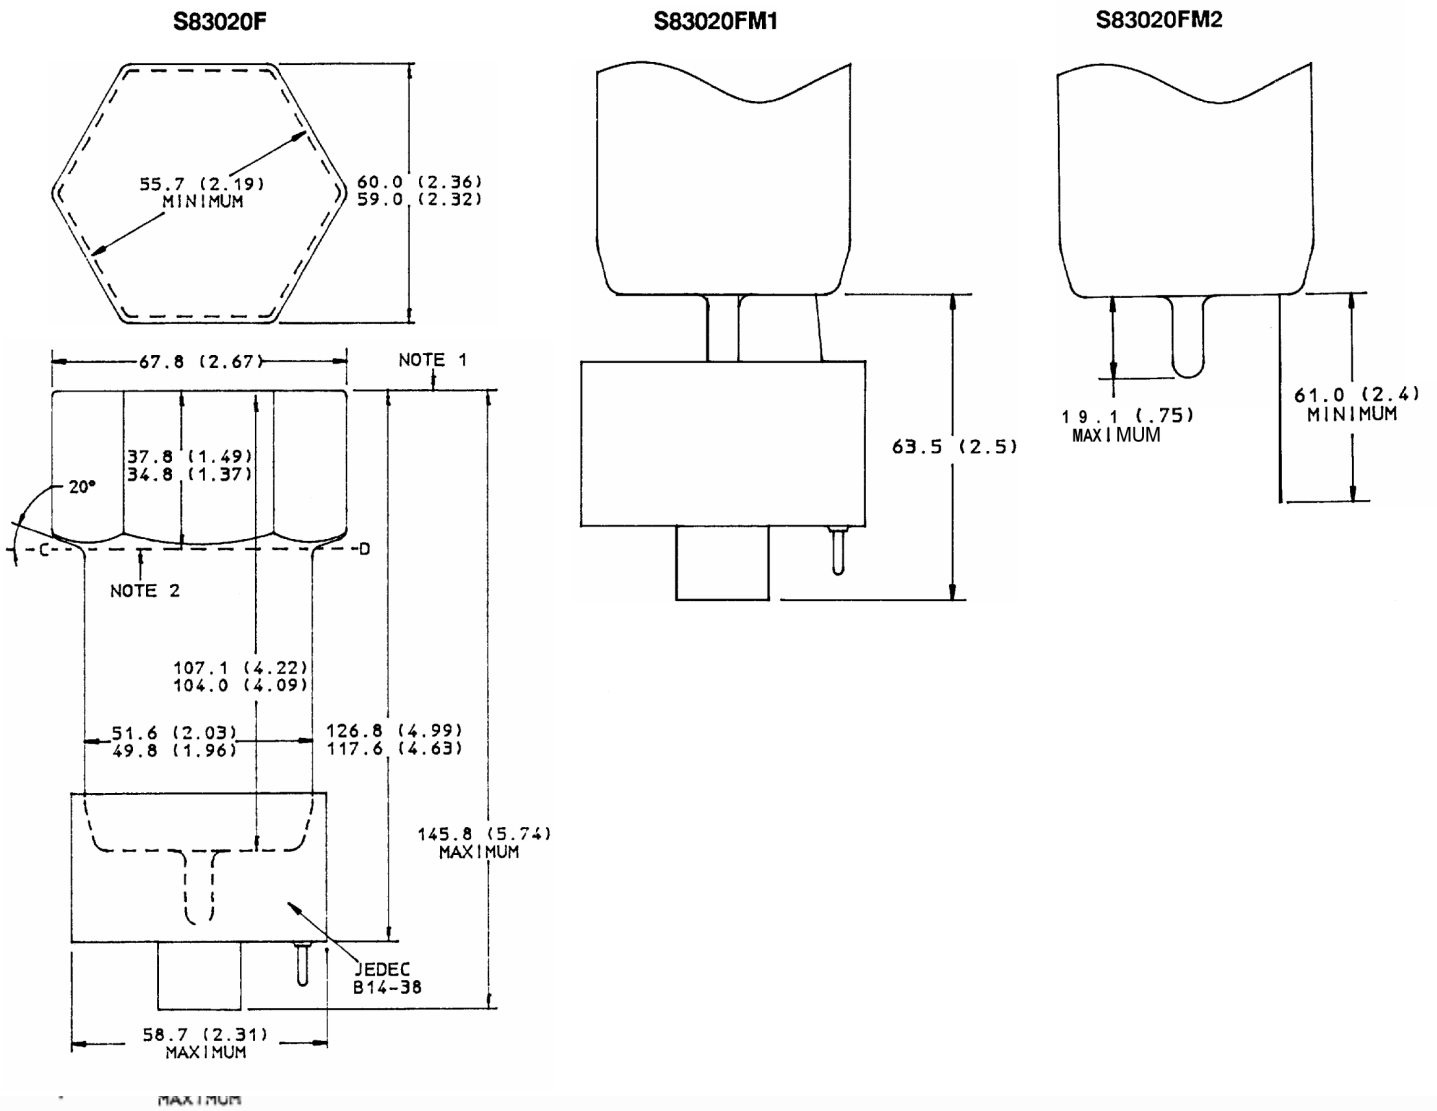 S83020F
S83020FM1
S83020FM2
55.7 (2.19)
MINIMUM
60.0 (2.36)
59.0 (2.32)
67.8 (2.67)
NOTE 1
37.8 (1.49)
34.8 (1.37)
20°
C
D
NOTE 2
107.1 (4.22)
104.0 (4.09)
51.6 (2.03)
49.8 (1.96)
126.8 (4.99)
117.6 (4.63)
145.8 (5.74)
MAXIMUM
JEDEC
B14-38
58.7 (2.31)
MAXIMUM
63.5 (2.5)
19.1 (.75)
MAXIMUM
61.0 (2.4)
MINIMUM
MAXIMUM